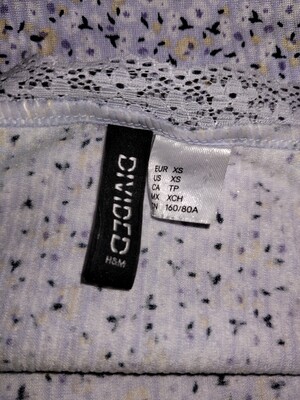 DIVIDED
H&M
EUR XS
US XS
CA TP
MX XCH
CN 160/80A